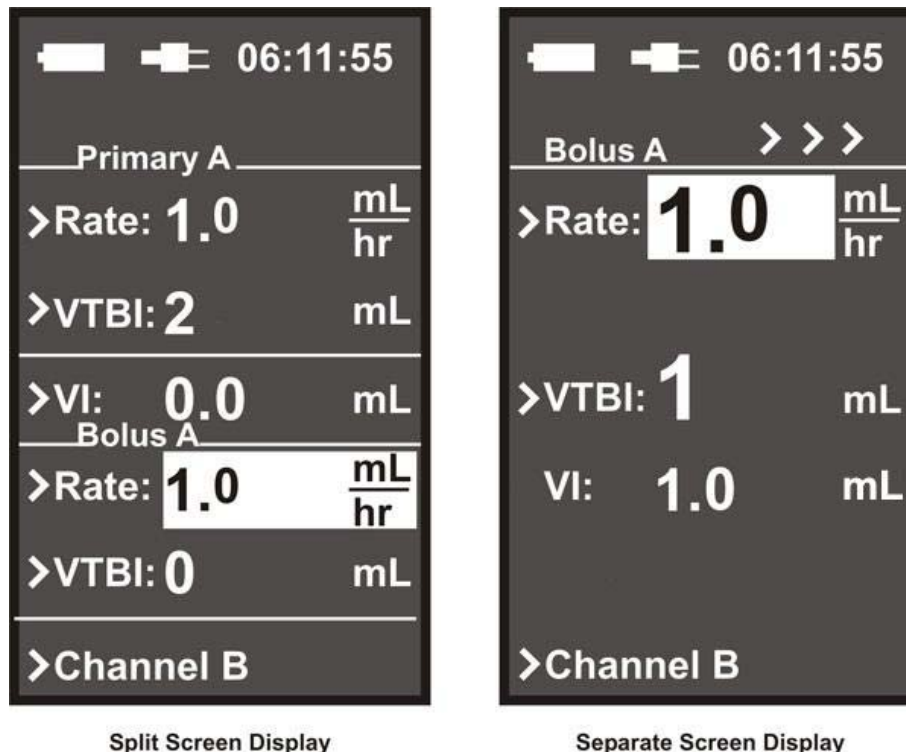 06:11:55
Primary A
>Rate: 1.0 mL/hr
>VTBI: 2 mL
>VI: 0.0 mL
Bolus A
>Rate: 1.0 mL/hr
>VTBI: 0 mL
>Channel B
Split Screen Display
06:11:55
Bolus A >>>
>Rate: 1.0 mL/hr
>VTBI: 1 mL
VI: 1.0 mL
>Channel B
Separate Screen Display